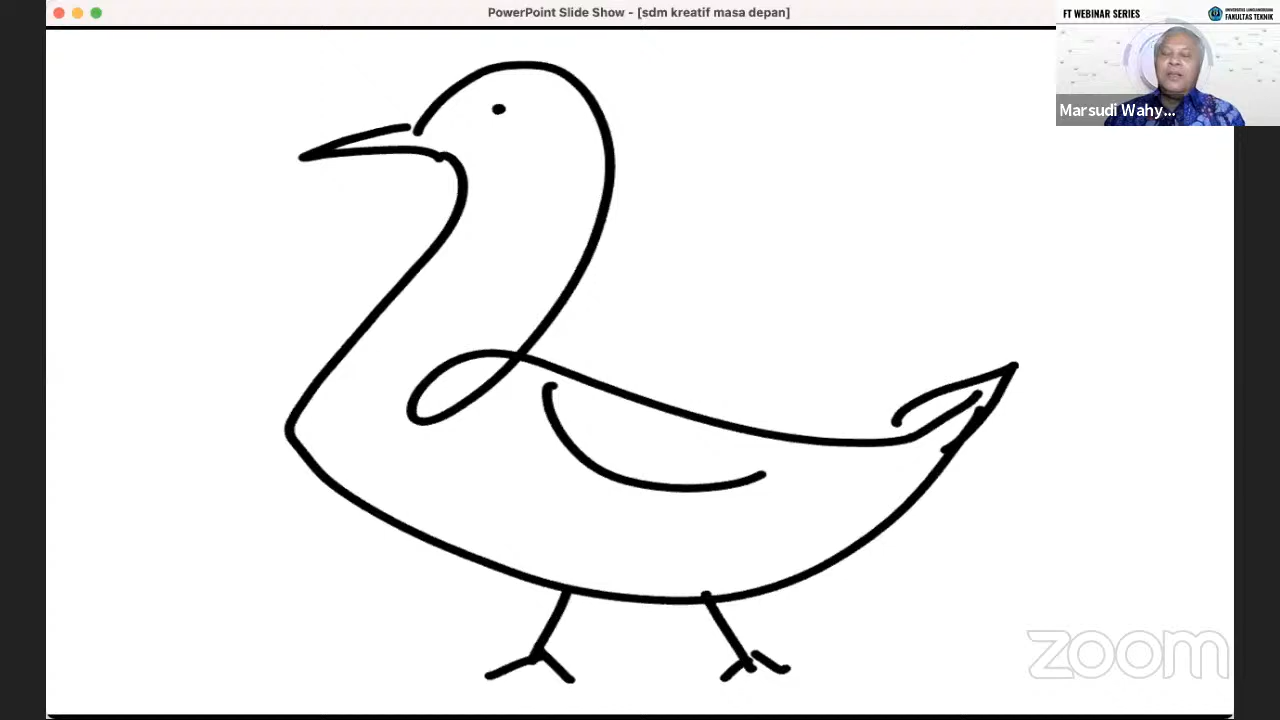 PowerPoint Slide Show - [sdm kreatif masa depan]
FT WEBINAR SERIES
FAKULTAS TEKNIK
Marsudi Wahy...
zoom